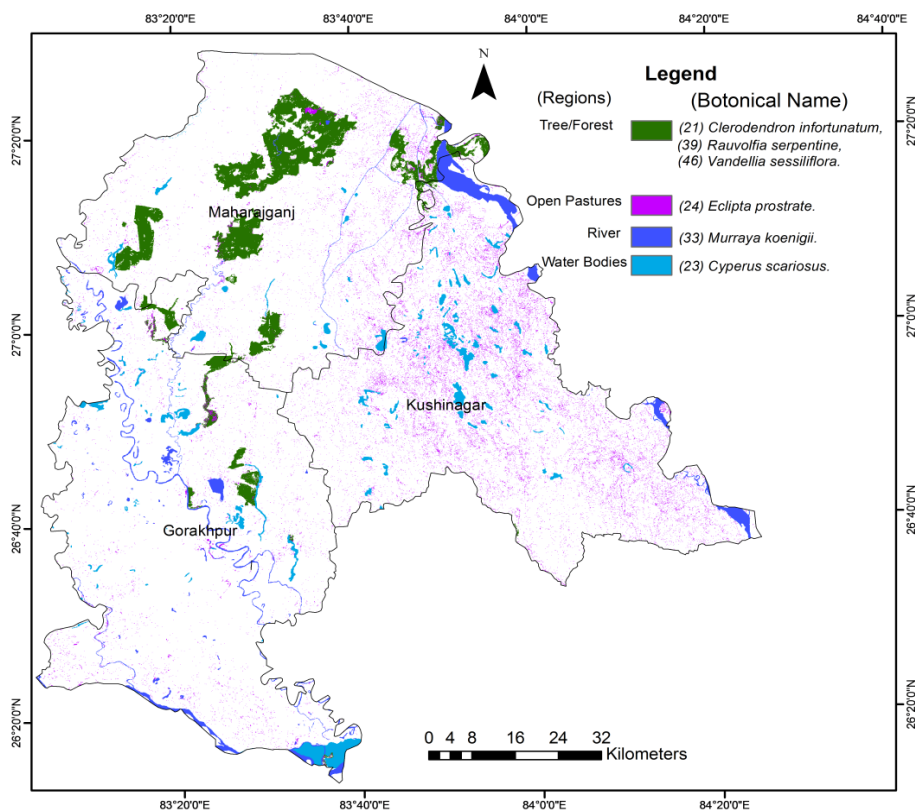 83°20'0"E 83°40'0"E 84°0'0"E 84°20'0"E 84°40'0"E
N
Legend
(Regions) (Botonical Name)
Tree/Forest (21) Clerodendron infortunatum,
(39) Rauvolfia serpentine,
(46) Vandellia sessiliflora.
Open Pastures (24) Eclipta prostrate.
River (33) Murraya koenigii.
Water Bodies (23) Cyperus scariosus.
27°20'0"N 27°20'0"N
Maharajganj
27°0'0"N 27°0'0"N
Kushinagar
26°40'0"N 26°40'0"N
Gorakhpur
26°20'0"N 26°20'0"N
0 4 8 16 24 32
Kilometers
83°20'0"E 83°40'0"E 84°0'0"E 84°20'0"E